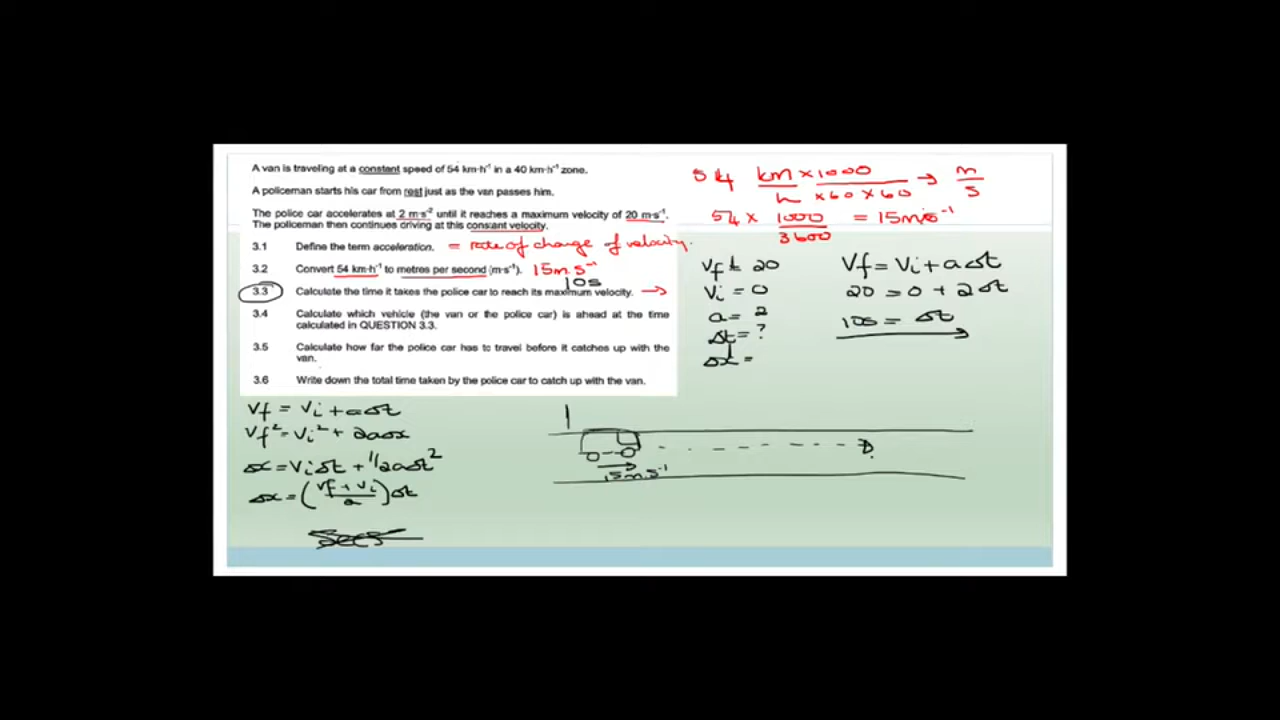 A van is traveling at a constant speed of 54 km·h⁻¹ in a 40 km·h⁻¹ zone.
A policeman starts his car from rest just as the van passes him.
The police car accelerates at 2 m·s⁻² until it reaches a maximum velocity of 20 m·s⁻¹.
The policeman then continues driving at this constant velocity.
3.1 Define the term acceleration. = rate of change of velocity.
3.2 Convert 54 km·h⁻¹ to metres per second (m·s⁻¹). 15m s⁻¹
10s
3.3 Calculate the time it takes the police car to reach its maximum velocity. →
3.4 Calculate which vehicle (the van or the police car) is ahead at the time
calculated in QUESTION 3.3.
3.5 Calculate how far the police car has to travel before it catches up with the
van.
3.6 Write down the total time taken by the police car to catch up with the van.
54 km × 1000 / h × 60 × 60 → m / s
54 × 1000 / 3600 = 15m·s⁻¹
Vf = 20
Vi = 0
a = 2
Δt = ?
Δx =
Vf = Vi + aΔt
20 = 0 + 2Δt
10s = Δt
Vf = Vi + aΔt
Vf² = Vi² + 2aΔx
Δx = ViΔt + 1/2aΔt²
Δx = (Vf + Vi / 2)Δt
15m·s⁻¹